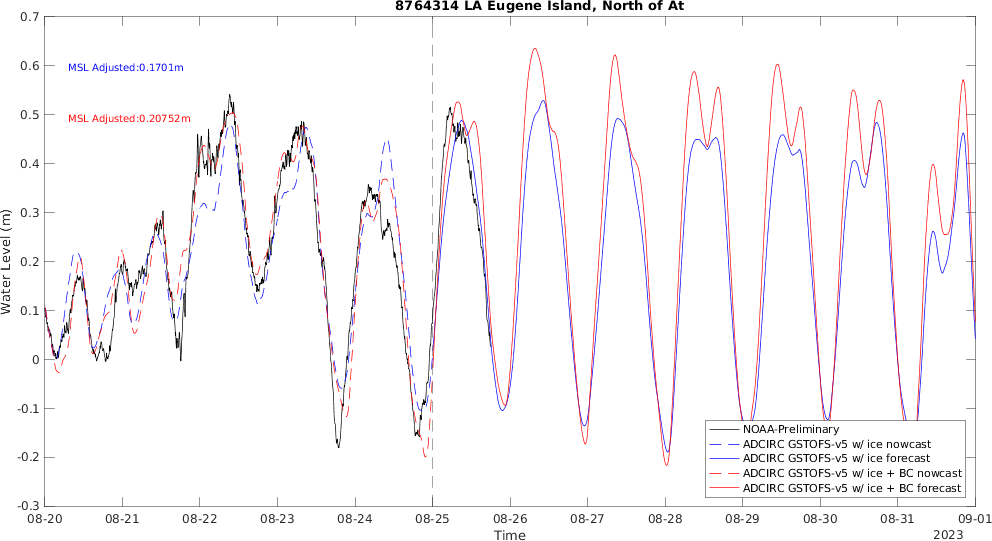 8764314 LA Eugene Island, North of At
0.7
0.6
0.5
0.4
0.3
0.2
0.1
0
-0.1
-0.2
-0.3
Water Level (m)
MSL Adjusted:0.1701m
MSL Adjusted:0.20752m
NOAA-Preliminary
ADCIRC GSTOFS-v5 w/ ice nowcast
ADCIRC GSTOFS-v5 w/ ice forecast
ADCIRC GSTOFS-v5 w/ ice + BC nowcast
ADCIRC GSTOFS-v5 w/ ice + BC forecast
08-20 08-21 08-22 08-23 08-24 08-25 08-26 08-27 08-28 08-29 08-30 08-31 09-01
Time
2023